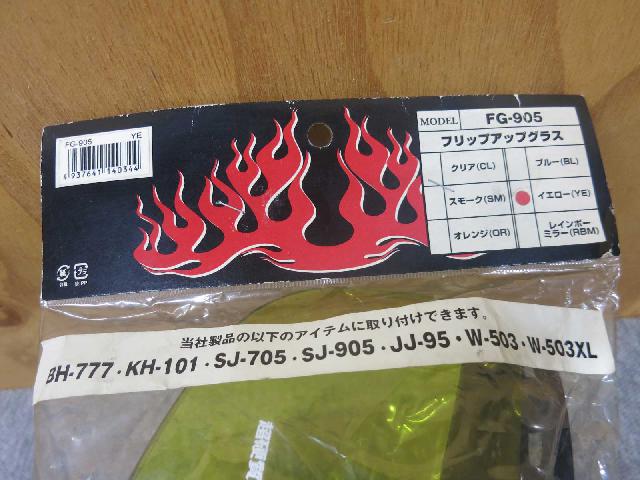 FG-905 YE
4 937641 140344
PP
MODEL FG-905
フリップアップグラス
クリア(CL) ブルー(BL)
スモーク(SM) イエロー(YE)
オレンジ(OR) レインボーミラー(RBM)
当社製品の以下のアイテムに取り付けできます。
BH-777・KH-101・SJ-705・SJ-905・JJ-95・W-503・W-503XL